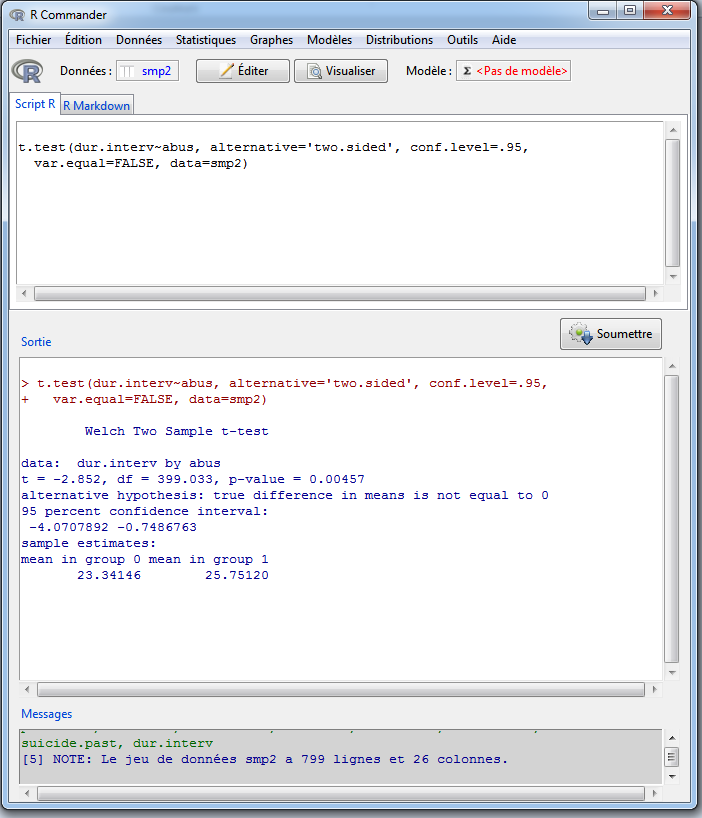 R Commander
Fichier Édition Données Statistiques Graphes Modèles Distributions Outils Aide
R Données : smp2 Éditer Visualiser Modèle : Σ <Pas de modèle>
Script R R Markdown
t.test(dur.interv~abus, alternative='two.sided', conf.level=.95,
var.equal=FALSE, data=smp2)
Soumettre
Sortie
> t.test(dur.interv~abus, alternative='two.sided', conf.level=.95,
+ var.equal=FALSE, data=smp2)
Welch Two Sample t-test
data: dur.interv by abus
t = -2.852, df = 399.033, p-value = 0.00457
alternative hypothesis: true difference in means is not equal to 0
95 percent confidence interval:
-4.0707892 -0.7486763
sample estimates:
mean in group 0 mean in group 1
23.34146 25.75120
Messages
suicide.past, dur.interv
[5] NOTE: Le jeu de données smp2 a 799 lignes et 26 colonnes.